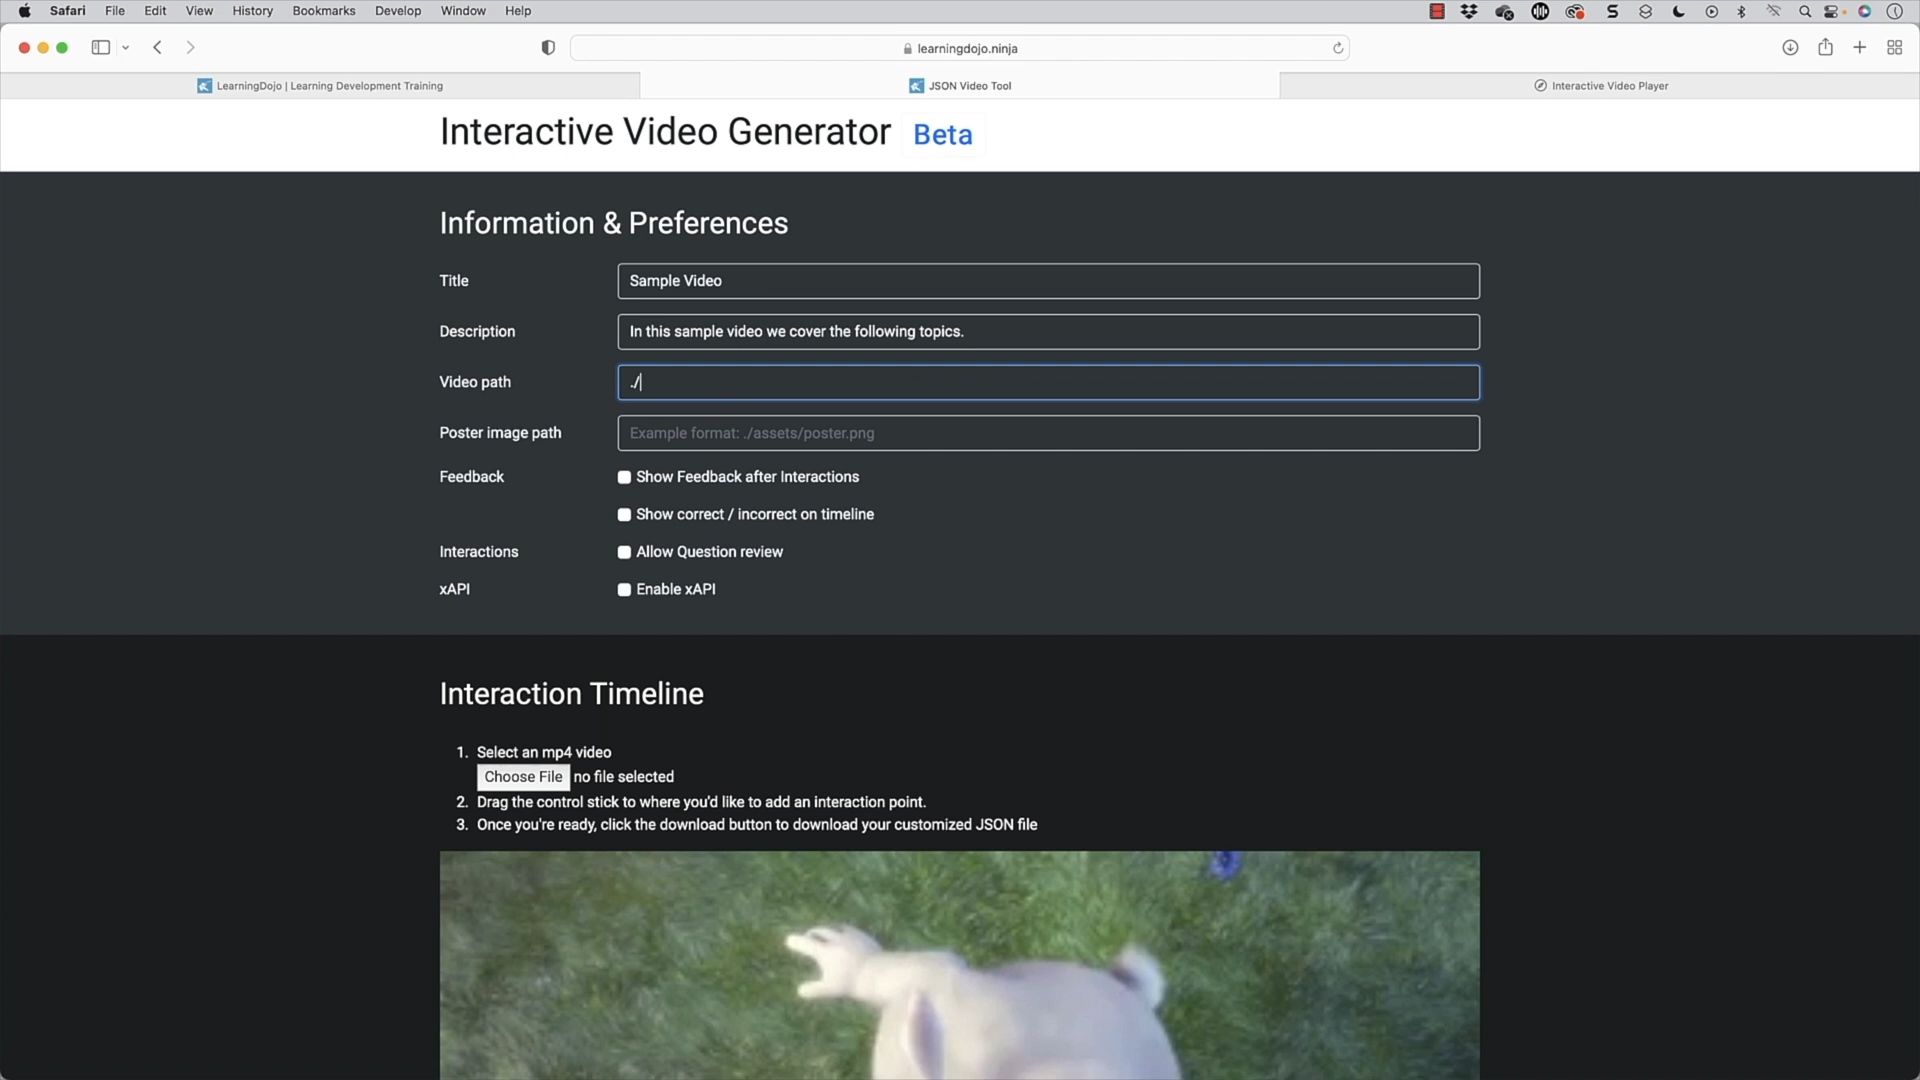 Safari File Edit View History Bookmarks Develop Window Help
learningdojo.ninja
LearningDojo | Learning Development Training
JSON Video Tool
Interactive Video Player
Interactive Video Generator Beta
Information & Preferences
Title Sample Video
Description In this sample video we cover the following topics.
Video path ./
Poster image path Example format: ./assets/poster.png
Feedback Show Feedback after Interactions
Show correct / incorrect on timeline
Interactions Allow Question review
xAPI Enable xAPI
Interaction Timeline
1. Select an mp4 video
Choose File no file selected
2. Drag the control stick to where you'd like to add an interaction point.
3. Once you're ready, click the download button to download your customized JSON file